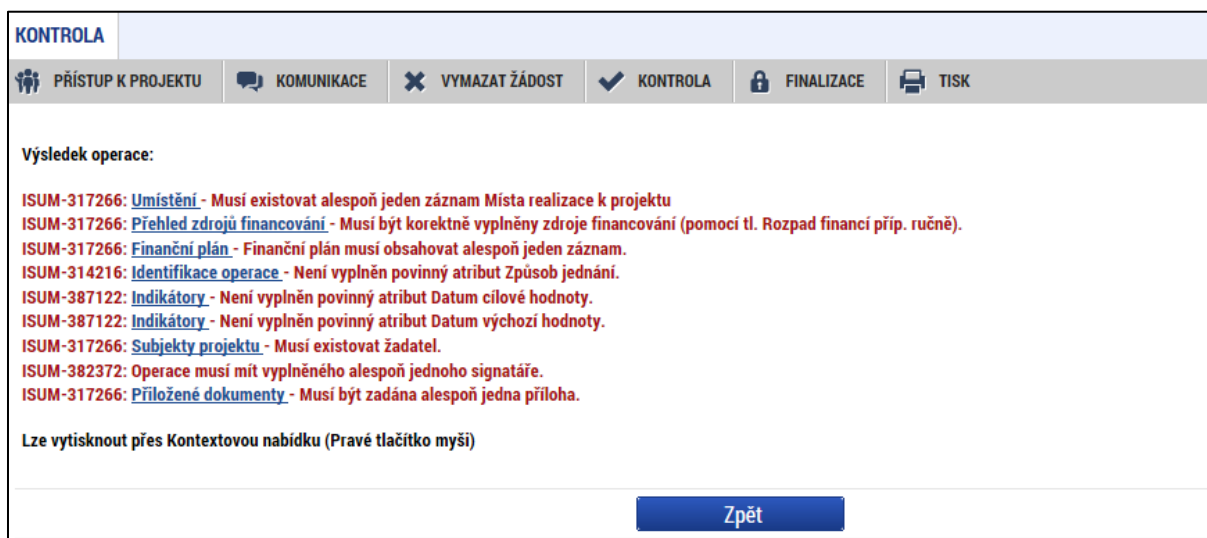 KONTROLA
PŘÍSTUP K PROJEKTU KOMUNIKACE VYMAZAT ŽÁDOST KONTROLA FINALIZACE TISK
Výsledek operace:
ISUM-317266: Umístění - Musí existovat alespoň jeden záznam Místa realizace k projektu
ISUM-317266: Přehled zdrojů financování - Musí být korektně vyplněny zdroje financování (pomocí tl. Rozpad financí příp. ručně).
ISUM-317266: Finanční plán - Finanční plán musí obsahovat alespoň jeden záznam.
ISUM-314216: Identifikace operace - Není vyplněn povinný atribut Způsob jednání.
ISUM-387122: Indikátory - Není vyplněn povinný atribut Datum cílové hodnoty.
ISUM-387122: Indikátory - Není vyplněn povinný atribut Datum výchozí hodnoty.
ISUM-317266: Subjekty projektu - Musí existovat žadatel.
ISUM-382372: Operace musí mít vyplněného alespoň jednoho signatáře.
ISUM-317266: Přiložené dokumenty - Musí být zadána alespoň jedna příloha.
Lze vytisknout přes Kontextovou nabídku (Pravé tlačítko myši)
Zpět